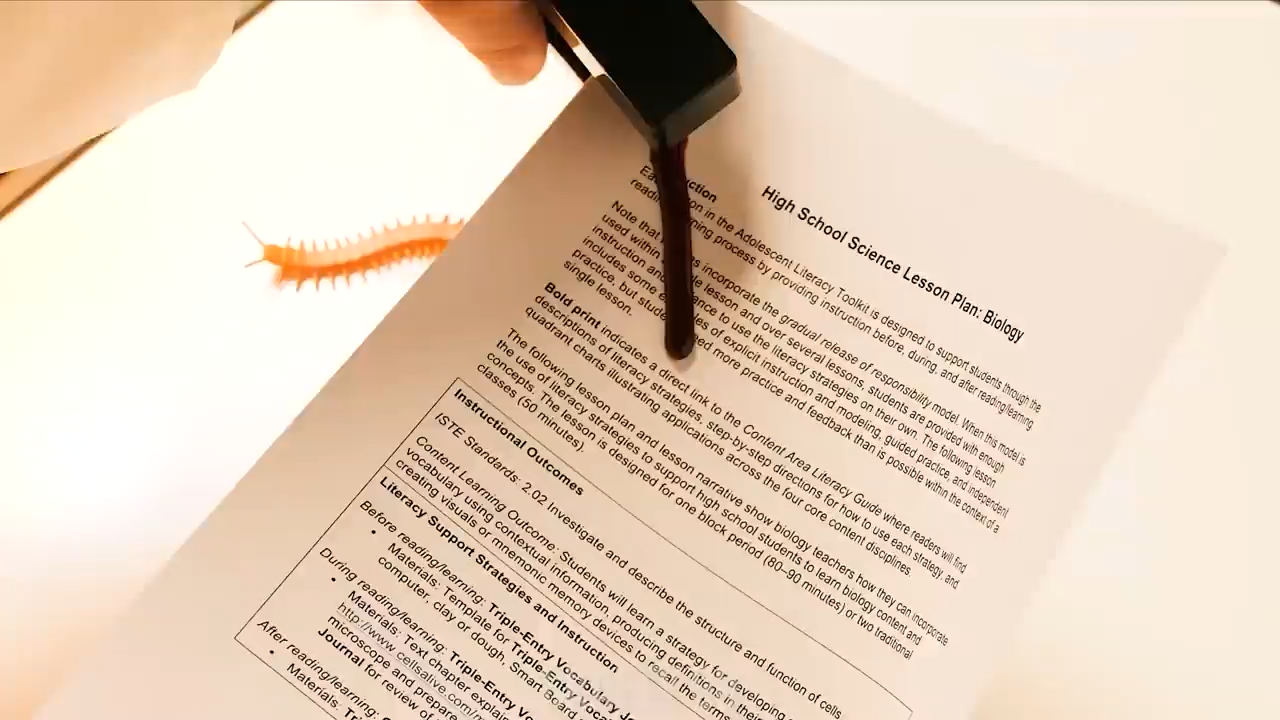 High School Science Lesson Plan: Biology
Each lesson in the Adolescent Literacy Toolkit is designed to support students through the
reading/learning process by providing instruction before, during, and after reading/learning
Note that incorporate the gradual release of responsibility model. When this model is
used within lesson and over several lessons, students are provided with enough
instruction and to use the literacy strategies on their own. The following lesson
includes some of explicit instruction and modeling, guided practice, and independent
practice, but more practice and feedback than is possible within the context of a
single lesson.
Bold print indicates a direct link to the Content Area Literacy Guide where readers will find
descriptions of literacy strategies, step-by-step directions for how to use each strategy, and
quadrant charts illustrating applications across the four core content disciplines.
The following lesson plan and lesson narrative show biology teachers how they can incorporate
the use of literacy strategies to support high school students to learn biology content and
concepts. The lesson is designed for one block period (80–90 minutes) or two traditional
classes (50 minutes).
Instructional Outcomes
ISTE Standards: 2.02 Investigate and describe the structure and function of cells
Content Learning Outcome: Students will learn a strategy for developing
vocabulary using contextual information, producing definitions in their
creating visuals or mnemonic memory devices to recall the terms
Literacy Support Strategies and Instruction
Before reading/learning: Triple-Entry Vocabulary
• Materials: Template for Triple-Entry
computer, clay or dough, Smart Board
During reading/learning: Triple-Entry
• Materials: Text chapter
http://www.cellsalive.com/
microscope and
Journal for review of
After reading/learning:
• Materials: